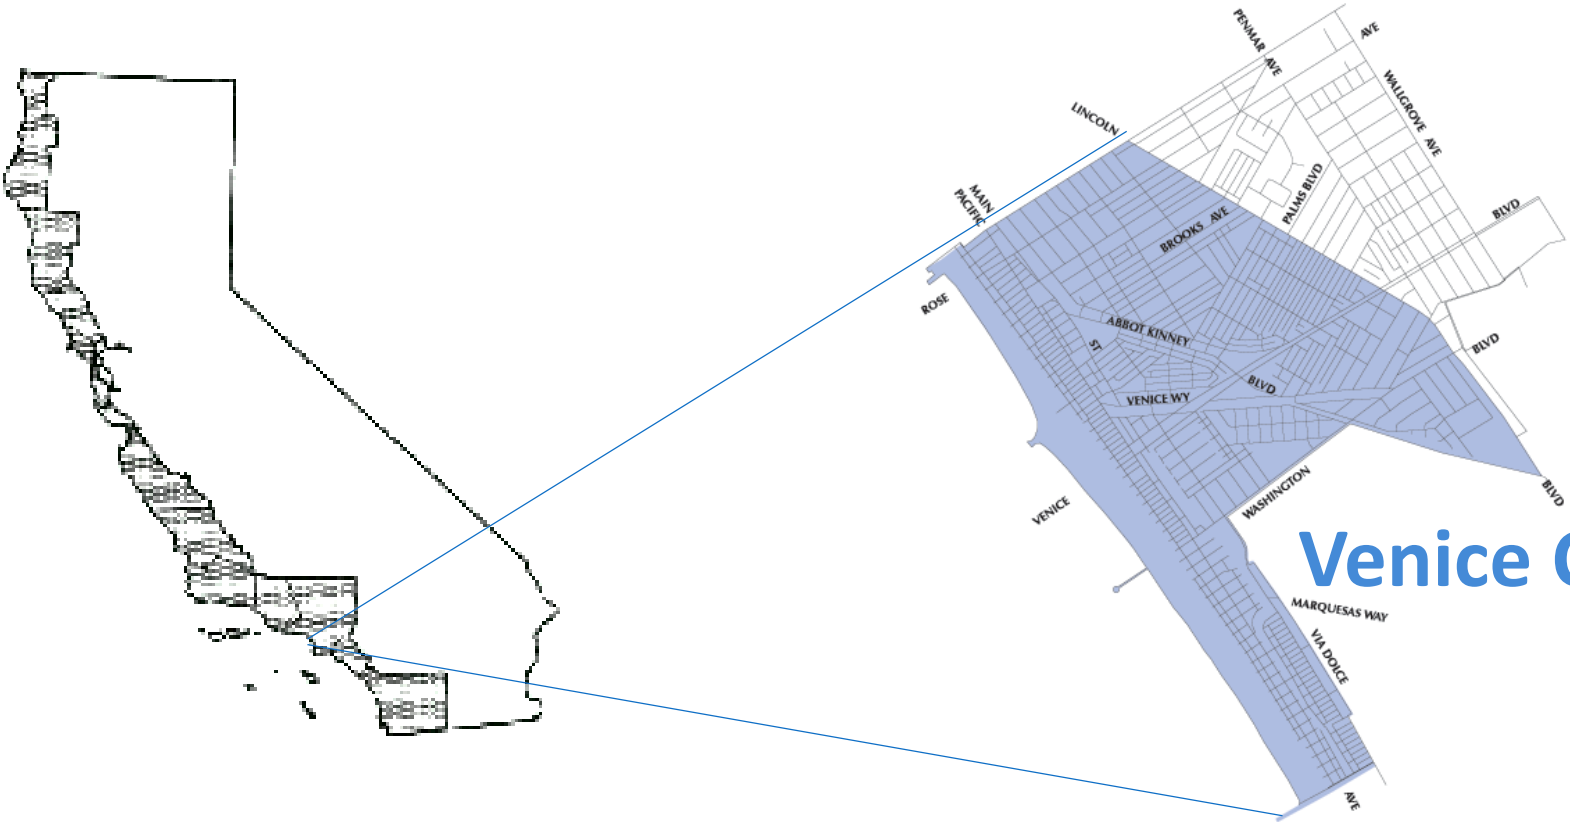 PENMAR AVE
AVE
WALLGROVE AVE
LINCOLN
MAIN
PACIFIC
PALMS BLVD
BLVD
BROOKS AVE
ROSE
ABBOT KINNEY
BLVD
ST
BLVD
VENICE WY
BLVD
WASHINGTON
VENICE
Venice C
MARQUESAS WAY
VIA DOLCE
AVE